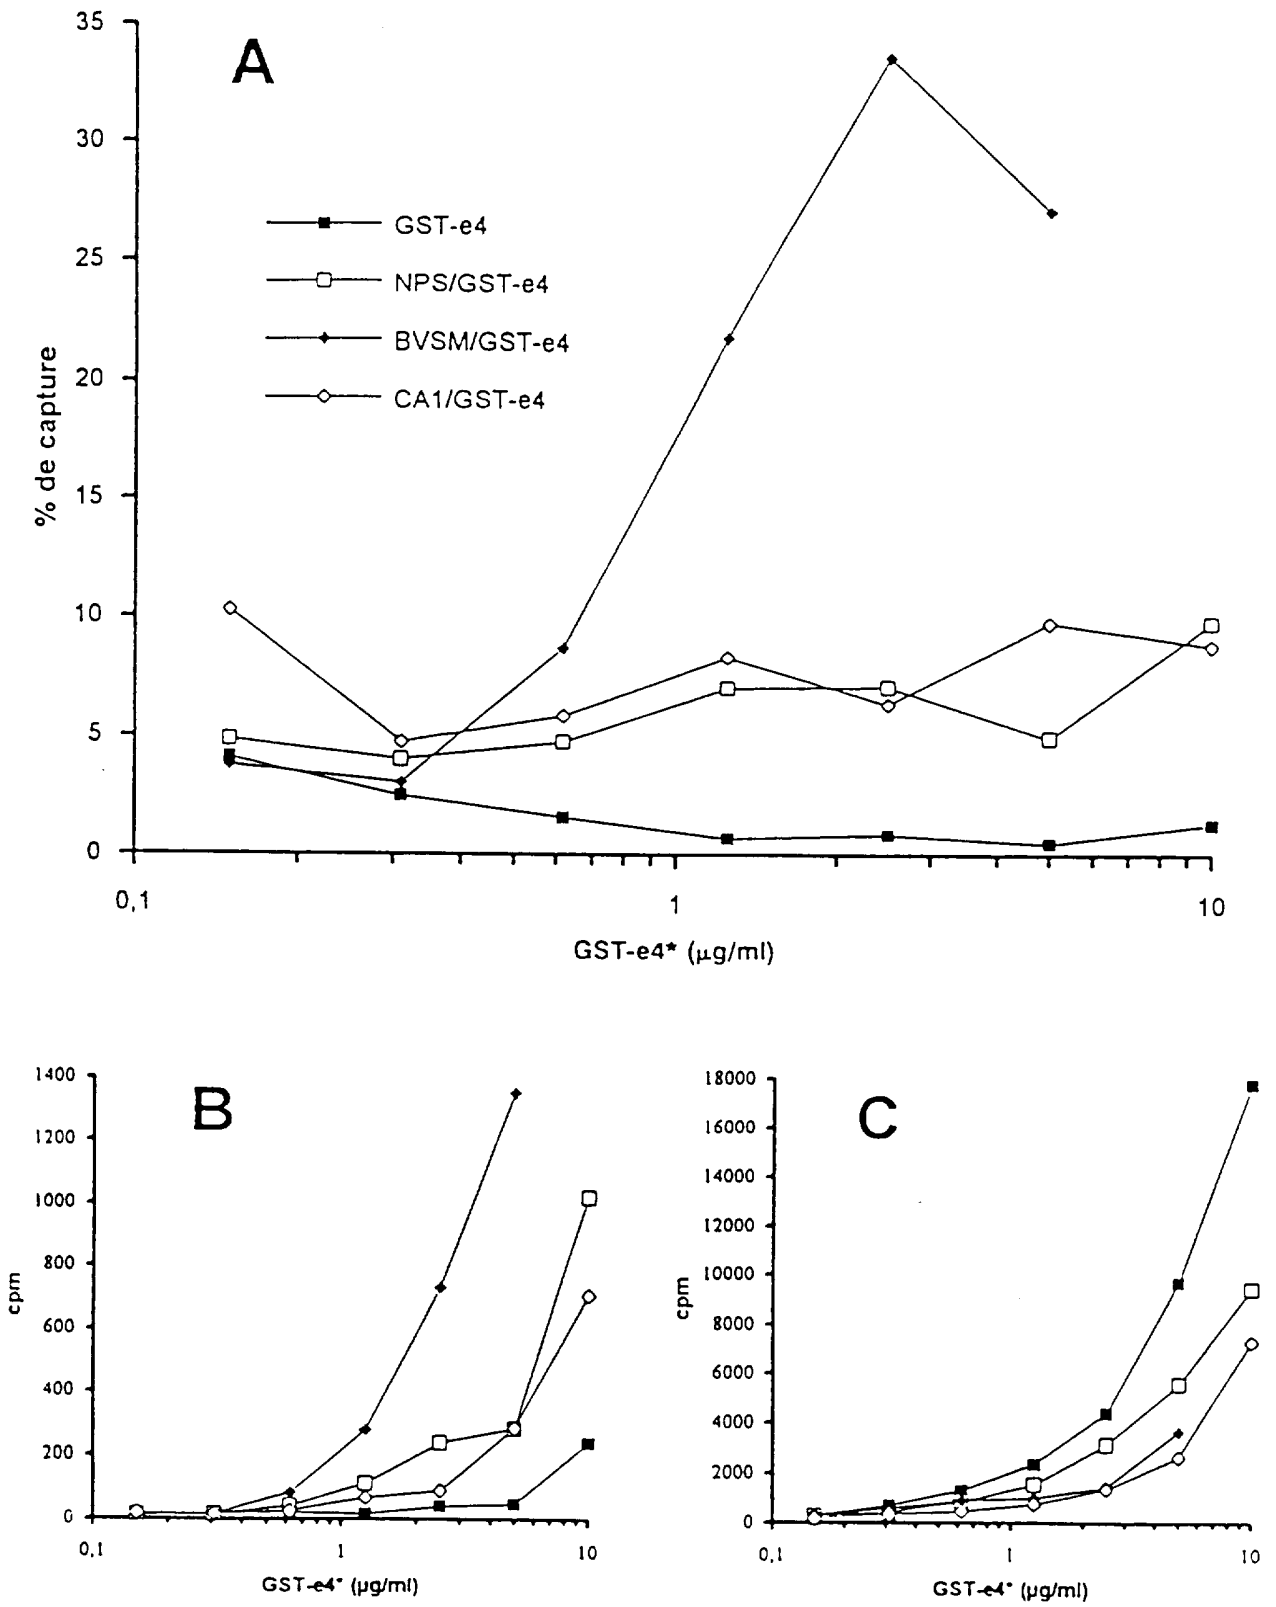 A
35
30
25
20
15
10
5
0
% de capture
GST-e4
NPS/GST-e4
BVSM/GST-e4
CA1/GST-e4
0,1 1 10
GST-e4* (µg/ml)
B
1400
1200
1000
800
600
400
200
0
cpm
0,1 1 10
GST-e4* (µg/ml)
C
18000
16000
14000
12000
10000
8000
6000
4000
2000
0
cpm
0,1 1 10
GST-e4* (µg/ml)